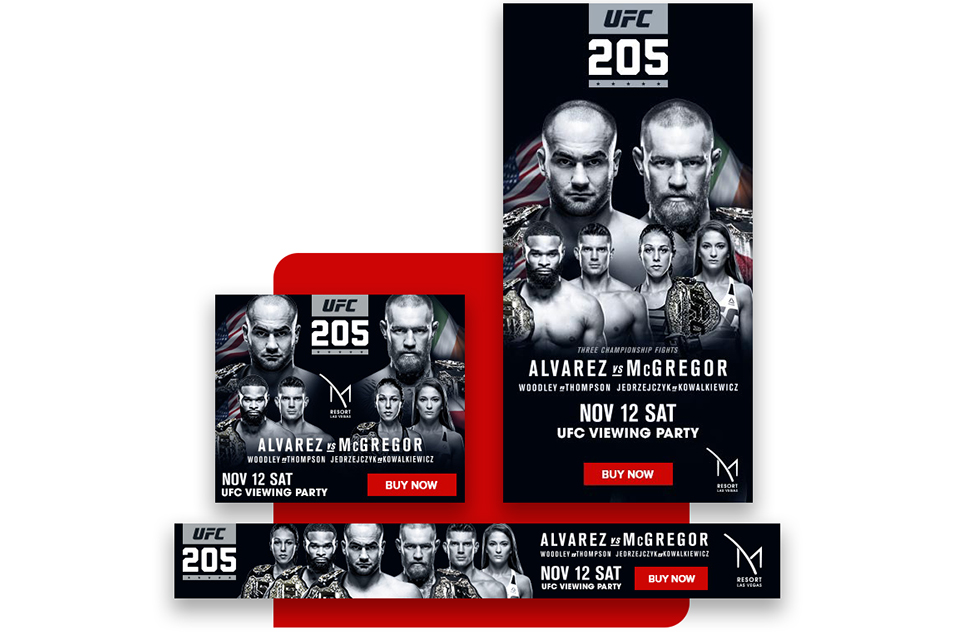 UFC
205
THREE CHAMPIONSHIP FIGHTS
ALVAREZ VS McGREGOR
WOODLEY VS THOMPSON JEDRZEJCZYK VS KOWALKIEWICZ
NOV 12 SAT
UFC VIEWING PARTY
BUY NOW
M
RESORT
LAS VEGAS
UFC
205
M
RESORT
LAS VEGAS
ALVAREZ VS McGREGOR
WOODLEY VS THOMPSON JEDRZEJCZYK VS KOWALKIEWICZ
NOV 12 SAT
UFC VIEWING PARTY
BUY NOW
UFC
205
ALVAREZ VS McGREGOR
WOODLEY VS THOMPSON JEDRZEJCZYK VS KOWALKIEWICZ
NOV 12 SAT
UFC VIEWING PARTY
BUY NOW
M
RESORT
LAS VEGAS